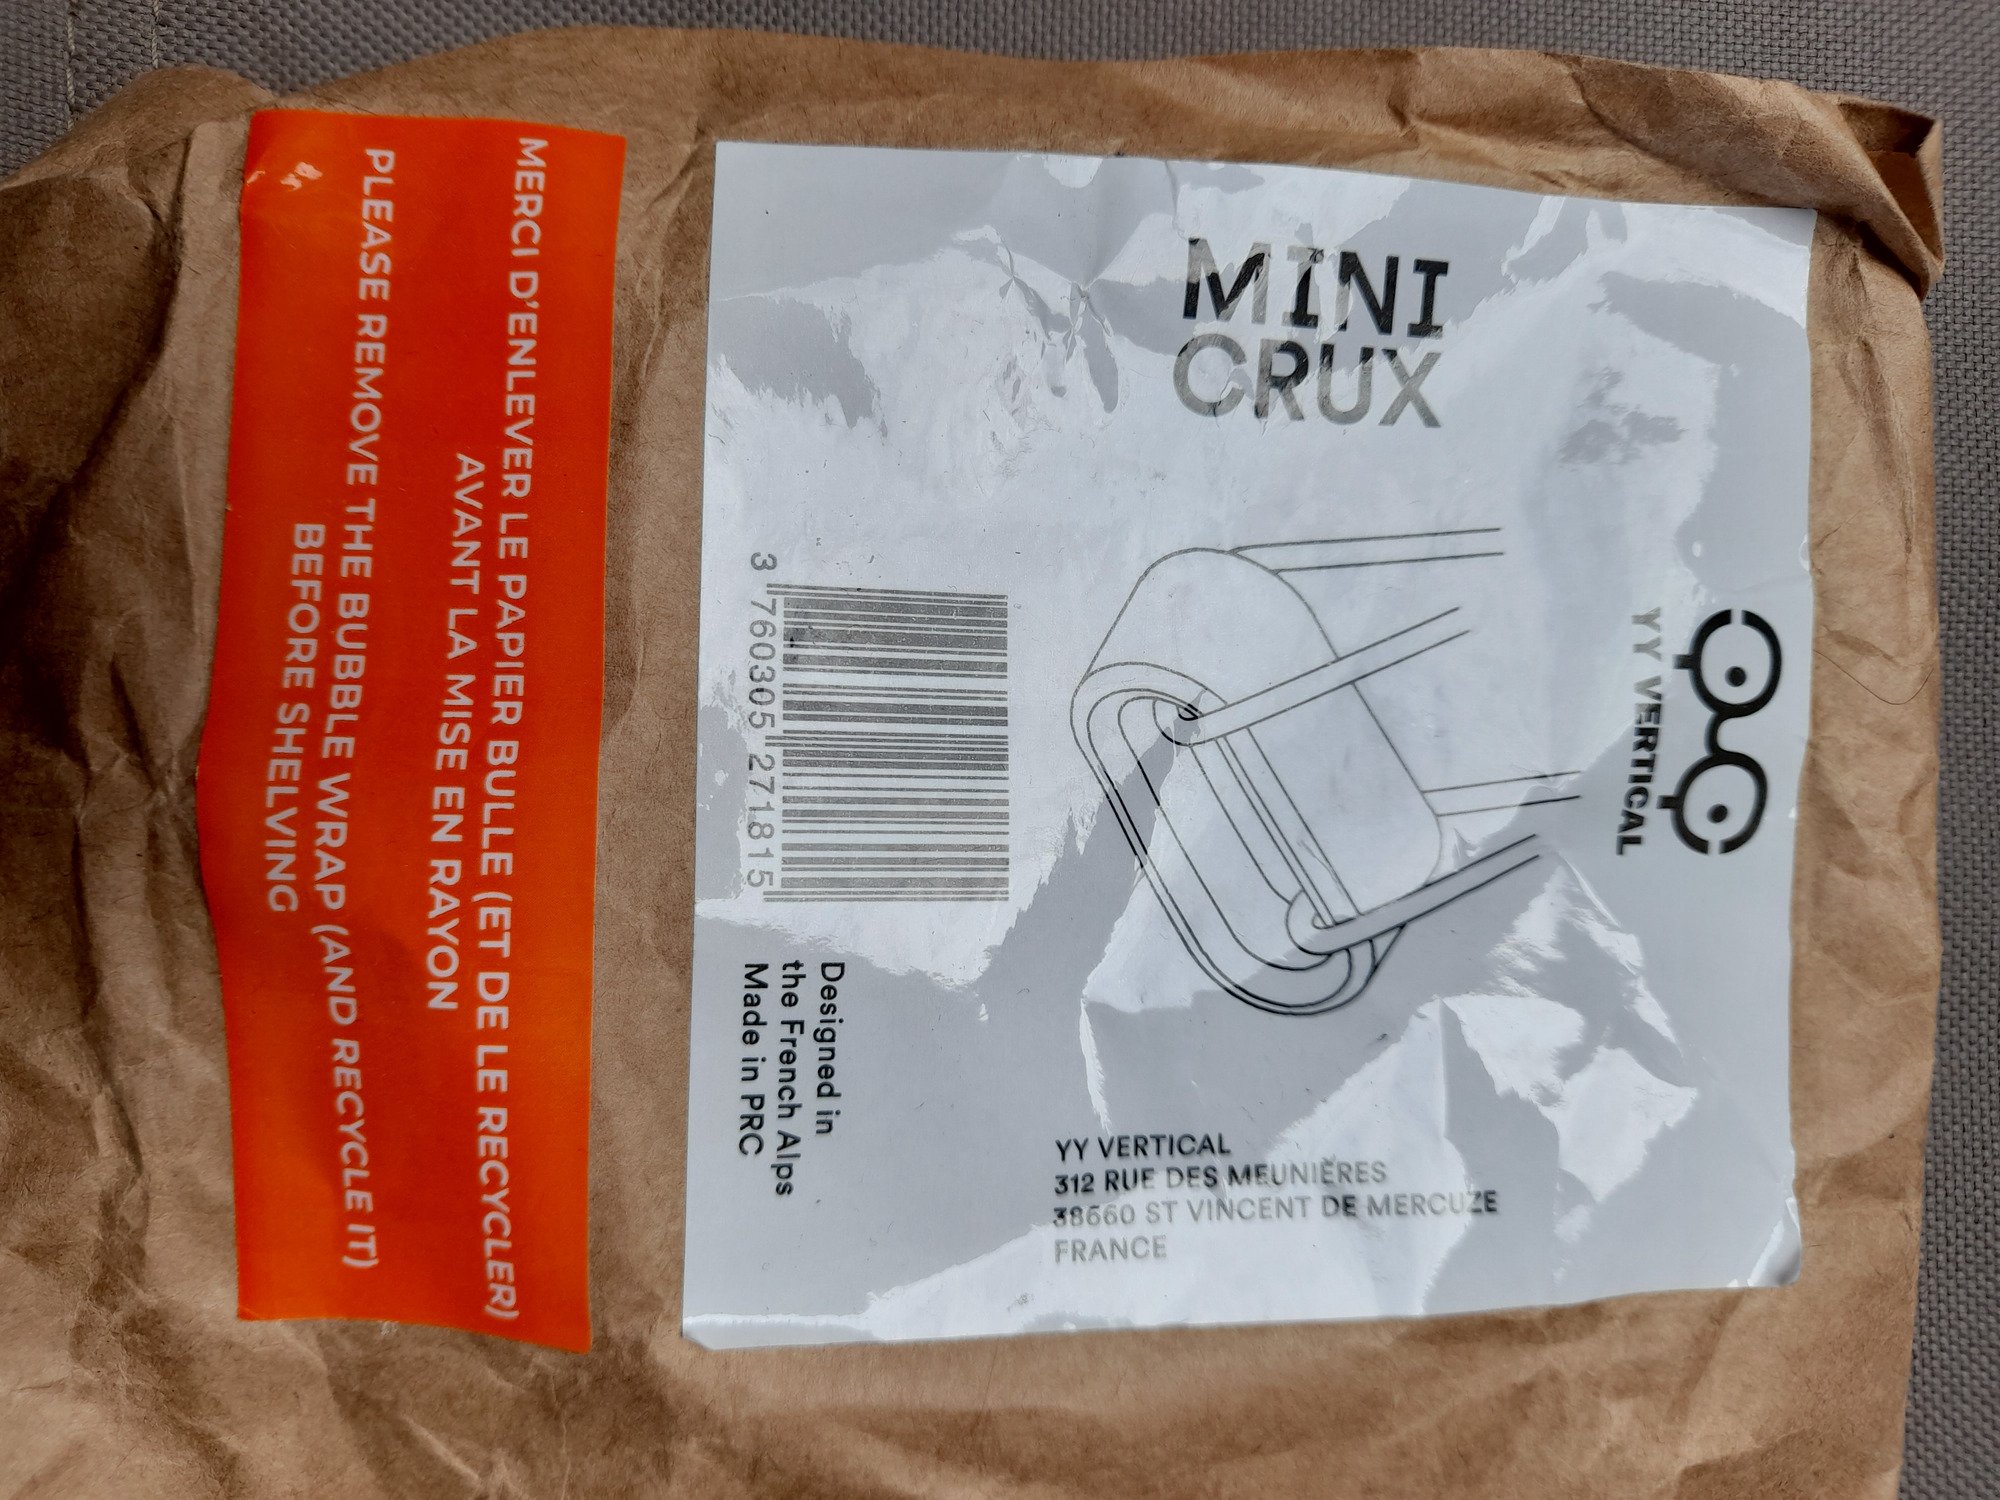 YY VERTICAL
MINI
CRUX
3 760305 271815
Designed in
the French Alps
Made in PRC
YY VERTICAL
312 RUE DES MEUNIÈRES
38660 ST VINCENT DE MERCUZE
FRANCE
MERCI D'ENLEVER LE PAPIER BULLE (ET DE LE RECYCLER)
AVANT LA MISE EN RAYON
PLEASE REMOVE THE BUBBLE WRAP (AND RECYCLE IT)
BEFORE SHELVING